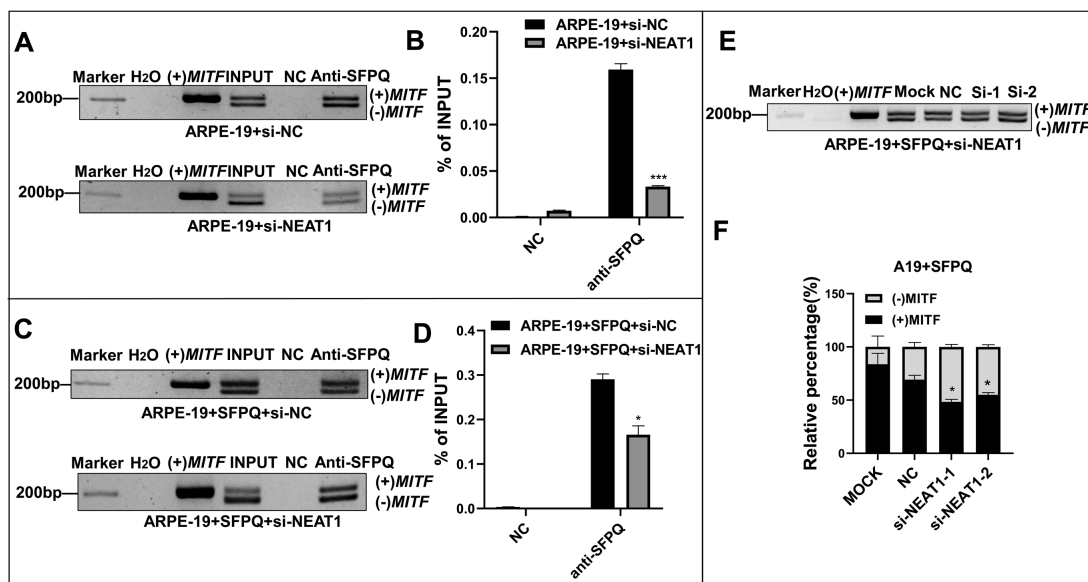 A
Marker H2O (+)MITF INPUT NC Anti-SFPQ
200bp
(+)MITF
(-)MITF
ARPE-19+si-NC
Marker H2O (+)MITF INPUT NC Anti-SFPQ
200bp
(+)MITF
(-)MITF
ARPE-19+si-NEAT1
B
ARPE-19+si-NC
ARPE-19+si-NEAT1
% of INPUT
0.15
0.10
0.05
0.00
***
NC
anti-SFPQ
C
Marker H2O (+)MITF INPUT NC Anti-SFPQ
200bp
(+)MITF
(-)MITF
ARPE-19+SFPQ+si-NC
Marker H2O (+)MITF INPUT NC Anti-SFPQ
200bp
(+)MITF
(-)MITF
ARPE-19+SFPQ+si-NEAT1
D
ARPE-19+SFPQ+si-NC
ARPE-19+SFPQ+si-NEAT1
% of INPUT
0.4
0.3
0.2
0.1
0.0
*
NC
anti-SFPQ
E
Marker H2O (+)MITF Mock NC Si-1 Si-2
200bp
(+)MITF
(-)MITF
ARPE-19+SFPQ+si-NEAT1
F
A19+SFPQ
(-)MITF
(+)MITF
Relative percentage(%)
150
100
50
0
* *
MOCK
NC
si-NEAT1-1
si-NEAT1-2